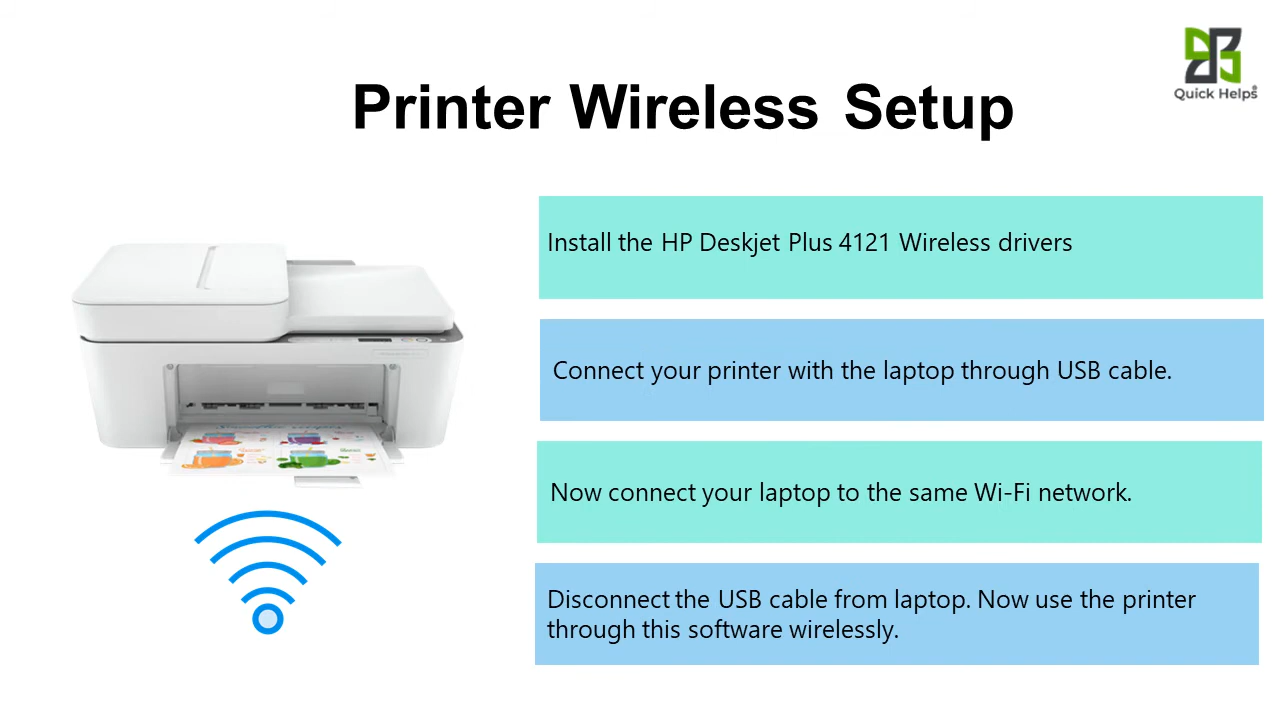 Quick Helps®
Printer Wireless Setup
Install the HP Deskjet Plus 4121 Wireless drivers
Connect your printer with the laptop through USB cable.
Now connect your laptop to the same Wi-Fi network.
Disconnect the USB cable from laptop. Now use the printer
through this software wirelessly.